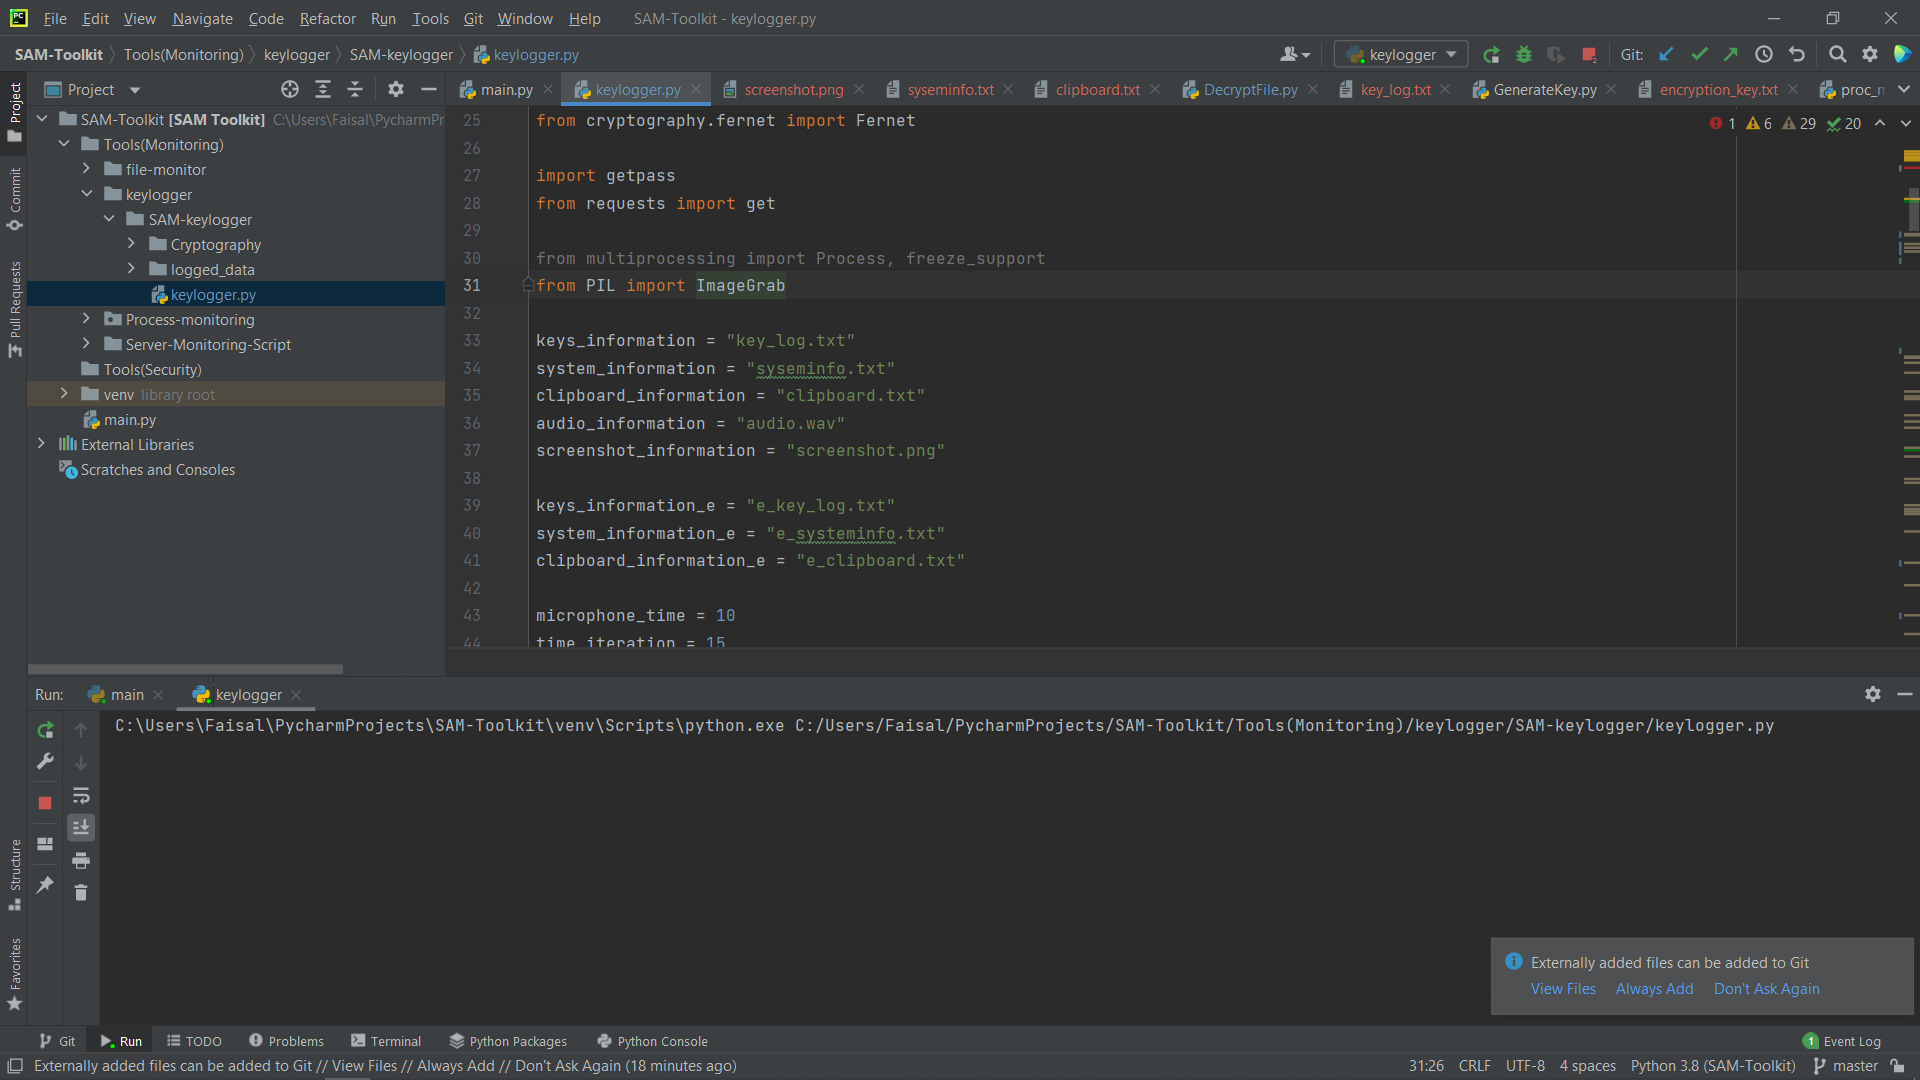 File Edit View Navigate Code Refactor Run Tools Git Window Help SAM-Toolkit - keylogger.py
SAM-Toolkit Tools(Monitoring) keylogger SAM-keylogger keylogger.py keylogger Git:
Project
main.py keylogger.py screenshot.png syseminfo.txt clipboard.txt DecryptFile.py key_log.txt GenerateKey.py encryption_key.txt
1 6 29 20
SAM-Toolkit [SAM Toolkit] C:\Users\Faisal\PycharmPr
Tools(Monitoring)
file-monitor
keylogger
SAM-keylogger
Cryptography
logged_data
keylogger.py
Process-monitoring
Server-Monitoring-Script
Tools(Security)
venv library root
main.py
External Libraries
Scratches and Consoles
Project
Commit
Pull Requests
Structure
Favorites
25 from cryptography.fernet import Fernet
26
27 import getpass
28 from requests import get
29
30 from multiprocessing import Process, freeze_support
31 from PIL import ImageGrab
32
33 keys_information = "key_log.txt"
34 system_information = "syseminfo.txt"
35 clipboard_information = "clipboard.txt"
36 audio_information = "audio.wav"
37 screenshot_information = "screenshot.png"
38
39 keys_information_e = "e_key_log.txt"
40 system_information_e = "e_systeminfo.txt"
41 clipboard_information_e = "e_clipboard.txt"
42
43 microphone_time = 10
44 time_iteration = 15
Run: main keylogger
C:\Users\Faisal\PycharmProjects\SAM-Toolkit\venv\Scripts\python.exe C:/Users/Faisal/PycharmProjects/SAM-Toolkit/Tools(Monitoring)/keylogger/SAM-keylogger/keylogger.py
Externally added files can be added to Git
View Files Always Add Don't Ask Again
Git Run TODO Problems Terminal Python Packages Python Console 1 Event Log
Externally added files can be added to Git // View Files // Always Add // Don't Ask Again (18 minutes ago) 31:26 CRLF UTF-8 4 spaces Python 3.8 (SAM-Toolkit) master